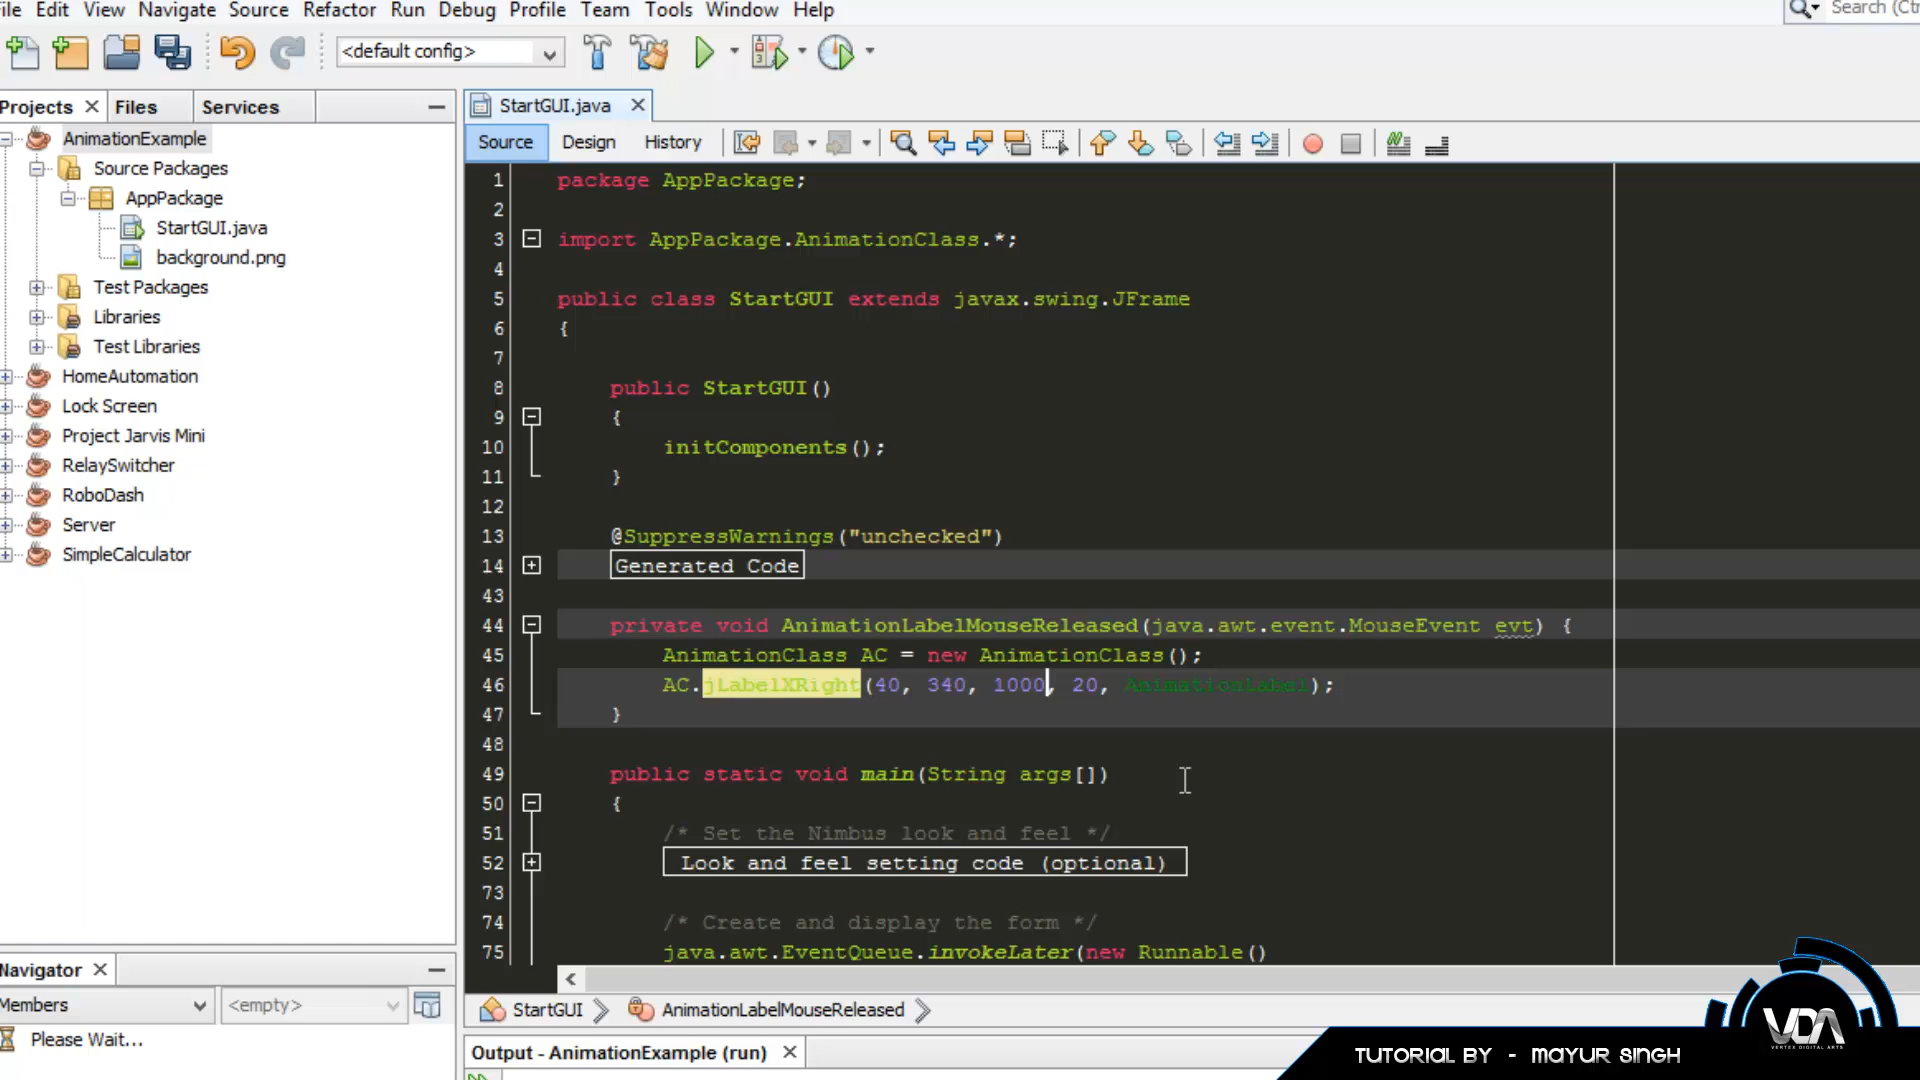 ile Edit View Navigate Source Refactor Run Debug Profile Team Tools Window Help
Search (Ctr
<default config>
Projects Files Services
StartGUI.java
Source Design History
AnimationExample
Source Packages
AppPackage
StartGUI.java
background.png
Test Packages
Libraries
Test Libraries
HomeAutomation
Lock Screen
Project Jarvis Mini
RelaySwitcher
RoboDash
Server
SimpleCalculator
1 package AppPackage;
2
3 import AppPackage.AnimationClass.*;
4
5 public class StartGUI extends javax.swing.JFrame
6 {
7
8 public StartGUI()
9 {
10 initComponents();
11 }
12
13 @SuppressWarnings("unchecked")
14 Generated Code
43
44 private void AnimationLabelMouseReleased(java.awt.event.MouseEvent evt) {
45 AnimationClass AC = new AnimationClass();
46 AC.jLabelXRight(40, 340, 1000, 20, AnimationLabel);
47 }
48
49 public static void main(String args[])
50 {
51 /* Set the Nimbus look and feel */
52 Look and feel setting code (optional)
73
74 /* Create and display the form */
75 java.awt.EventQueue.invokeLater(new Runnable()
Navigator
Members <empty>
Please Wait...
StartGUI AnimationLabelMouseReleased
Output - AnimationExample (run)
VDA
VERTEX DIGITAL ARTS
TUTORIAL BY - MAYUR SINGH